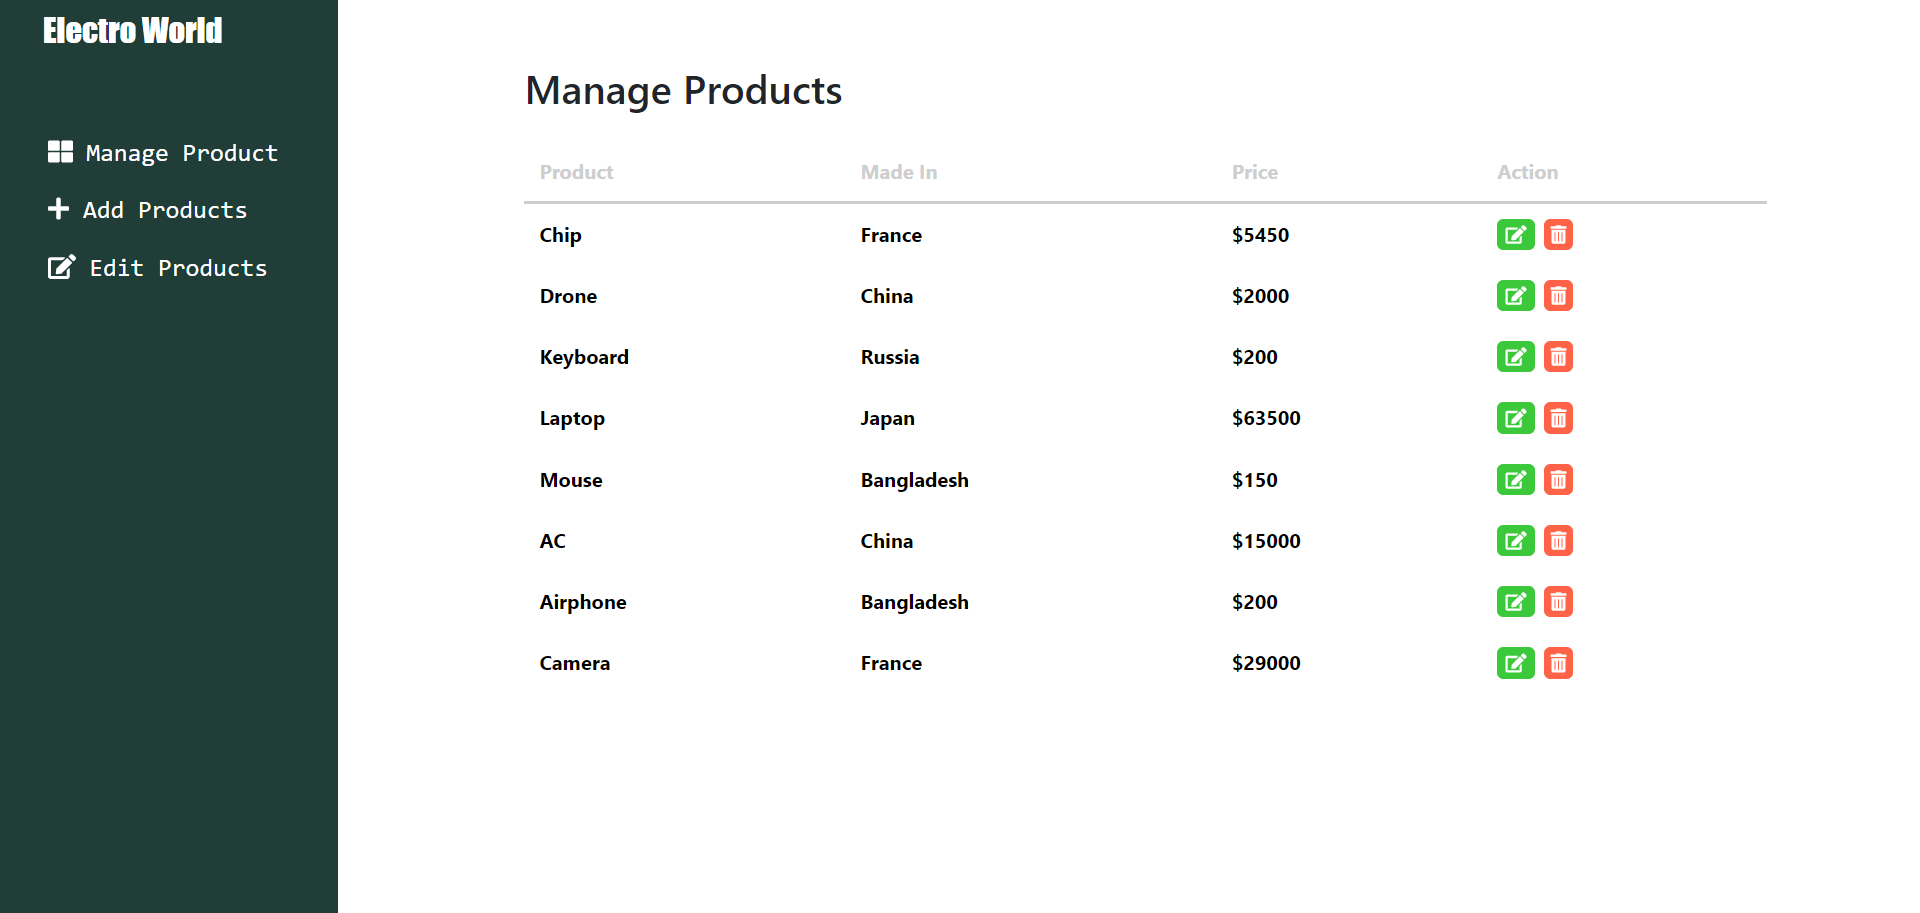 Electro World
Manage Product
Add Products
Edit Products
Manage Products
Product Made In Price Action
Chip France $5450
Drone China $2000
Keyboard Russia $200
Laptop Japan $63500
Mouse Bangladesh $150
AC China $15000
Airphone Bangladesh $200
Camera France $29000